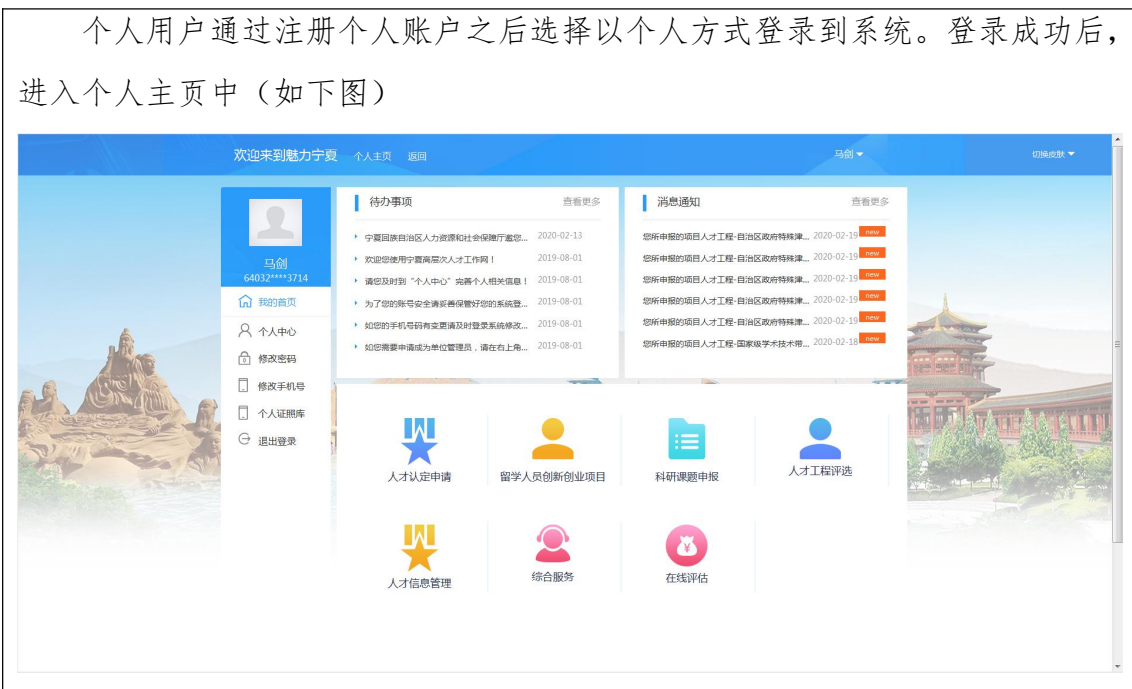 个人用户通过注册个人账户之后选择以个人方式登录到系统。登录成功后，
进入个人主页中（如下图）
欢迎来到魅力宁夏 个人主页 返回 马剑 切换皮肤
马剑
64032****3714
我的首页
个人中心
修改密码
修改手机号
个人证照库
退出登录
待办事项 查看更多
宁夏回族自治区人力资源和社会保障厅邀您... 2020-02-13
欢迎您使用宁夏高层次人才工作网！ 2019-08-01
请您及时到“个人中心”完善个人相关信息！ 2019-08-01
为了您的账号安全请妥善保管好您的系统登... 2019-08-01
如您的手机号码有变更请及时登录系统修改... 2019-08-01
如您需要申请成为单位管理员，请在右上角... 2019-08-01
消息通知 查看更多
您所申报的项目人才工程-自治区政府特殊津... 2020-02-19 new
您所申报的项目人才工程-自治区政府特殊津... 2020-02-19 new
您所申报的项目人才工程-自治区政府特殊津... 2020-02-19 new
您所申报的项目人才工程-自治区政府特殊津... 2020-02-19 new
您所申报的项目人才工程-自治区政府特殊津... 2020-02-19 new
您所申报的项目人才工程-国家级学术技术带... 2020-02-18 new
人才认定申请 留学人员创新创业项目 科研课题申报 人才工程评选
人才信息管理 综合服务 在线评估